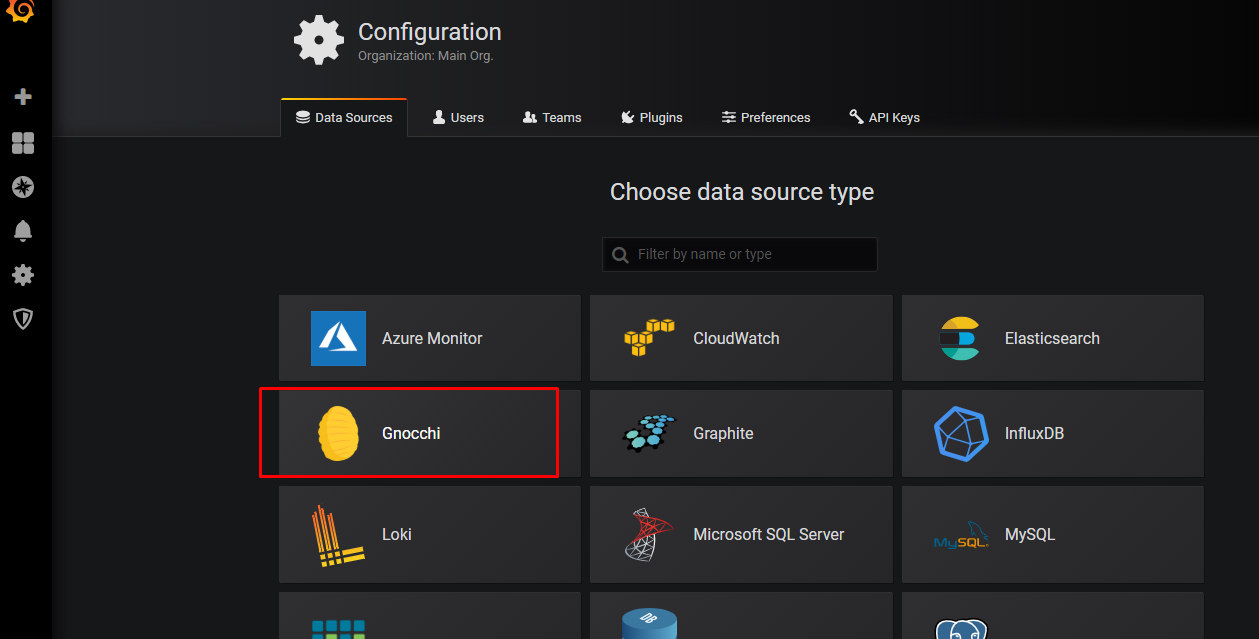 Configuration
Organization: Main Org.
Data Sources Users Teams Plugins Preferences API Keys
Choose data source type
Filter by name or type
Azure Monitor CloudWatch Elasticsearch
Gnocchi Graphite InfluxDB
Loki Microsoft SQL Server MySQL
MySQL
DB